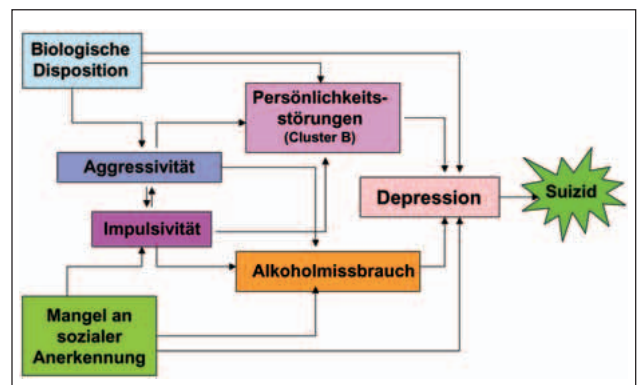 Biologische
Disposition
Persönlichkeits-
störungen
(Cluster B)
Aggressivität
Depression
Suizid
Impulsivität
Alkoholmissbrauch
Mangel an
sozialer
Anerkennung